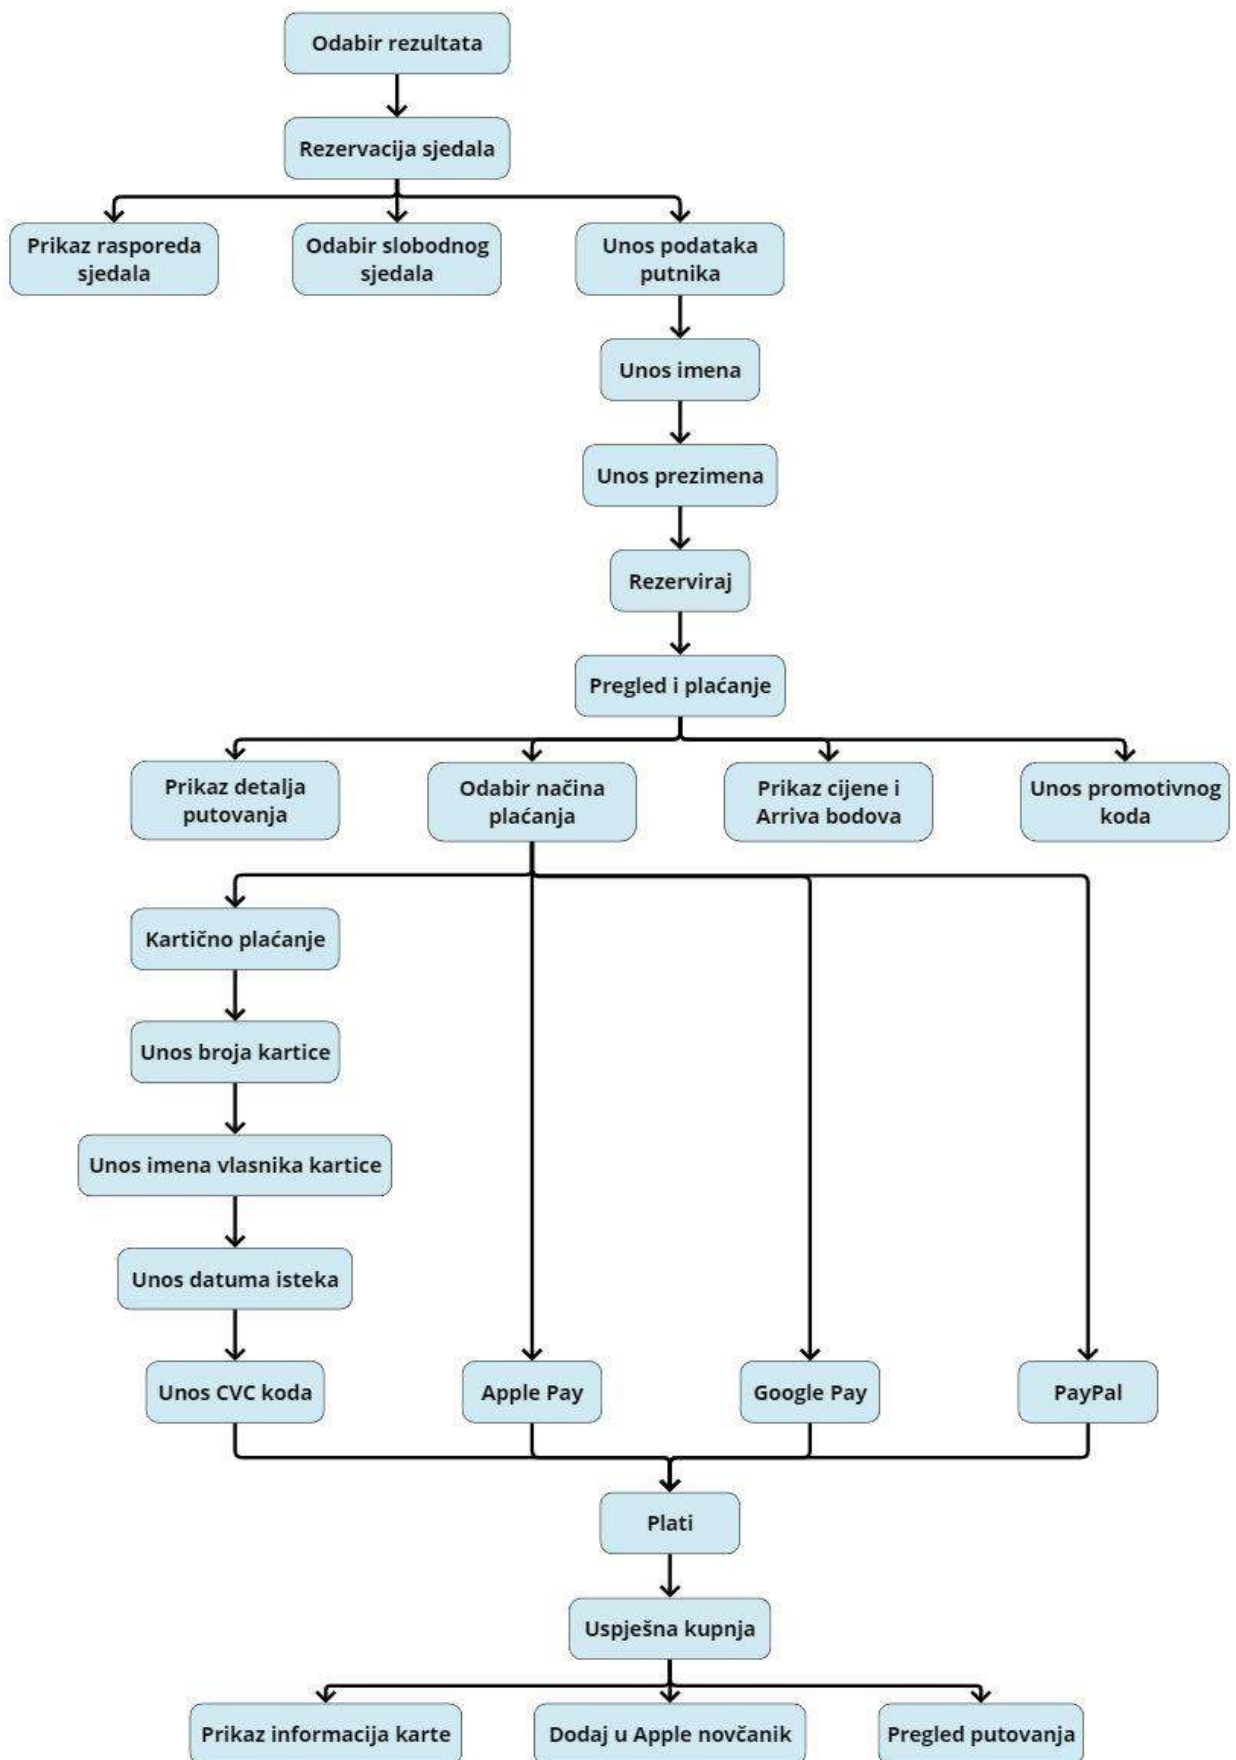 Odabir rezultata
Rezervacija sjedala
Prikaz rasporeda
sjedala
Odabir slobodnog
sjedala
Unos podataka
putnika
Unos imena
Unos prezimena
Rezerviraj
Pregled i plaćanje
Prikaz detalja
putovanja
Odabir načina
plaćanja
Prikaz cijene i
Arriva bodova
Unos promotivnog
koda
Kartično plaćanje
Unos broja kartice
Unos imena vlasnika kartice
Unos datuma isteka
Unos CVC koda
Apple Pay
Google Pay
PayPal
Plati
Uspješna kupnja
Prikaz informacija karte
Dodaj u Apple novčanik
Pregled putovanja